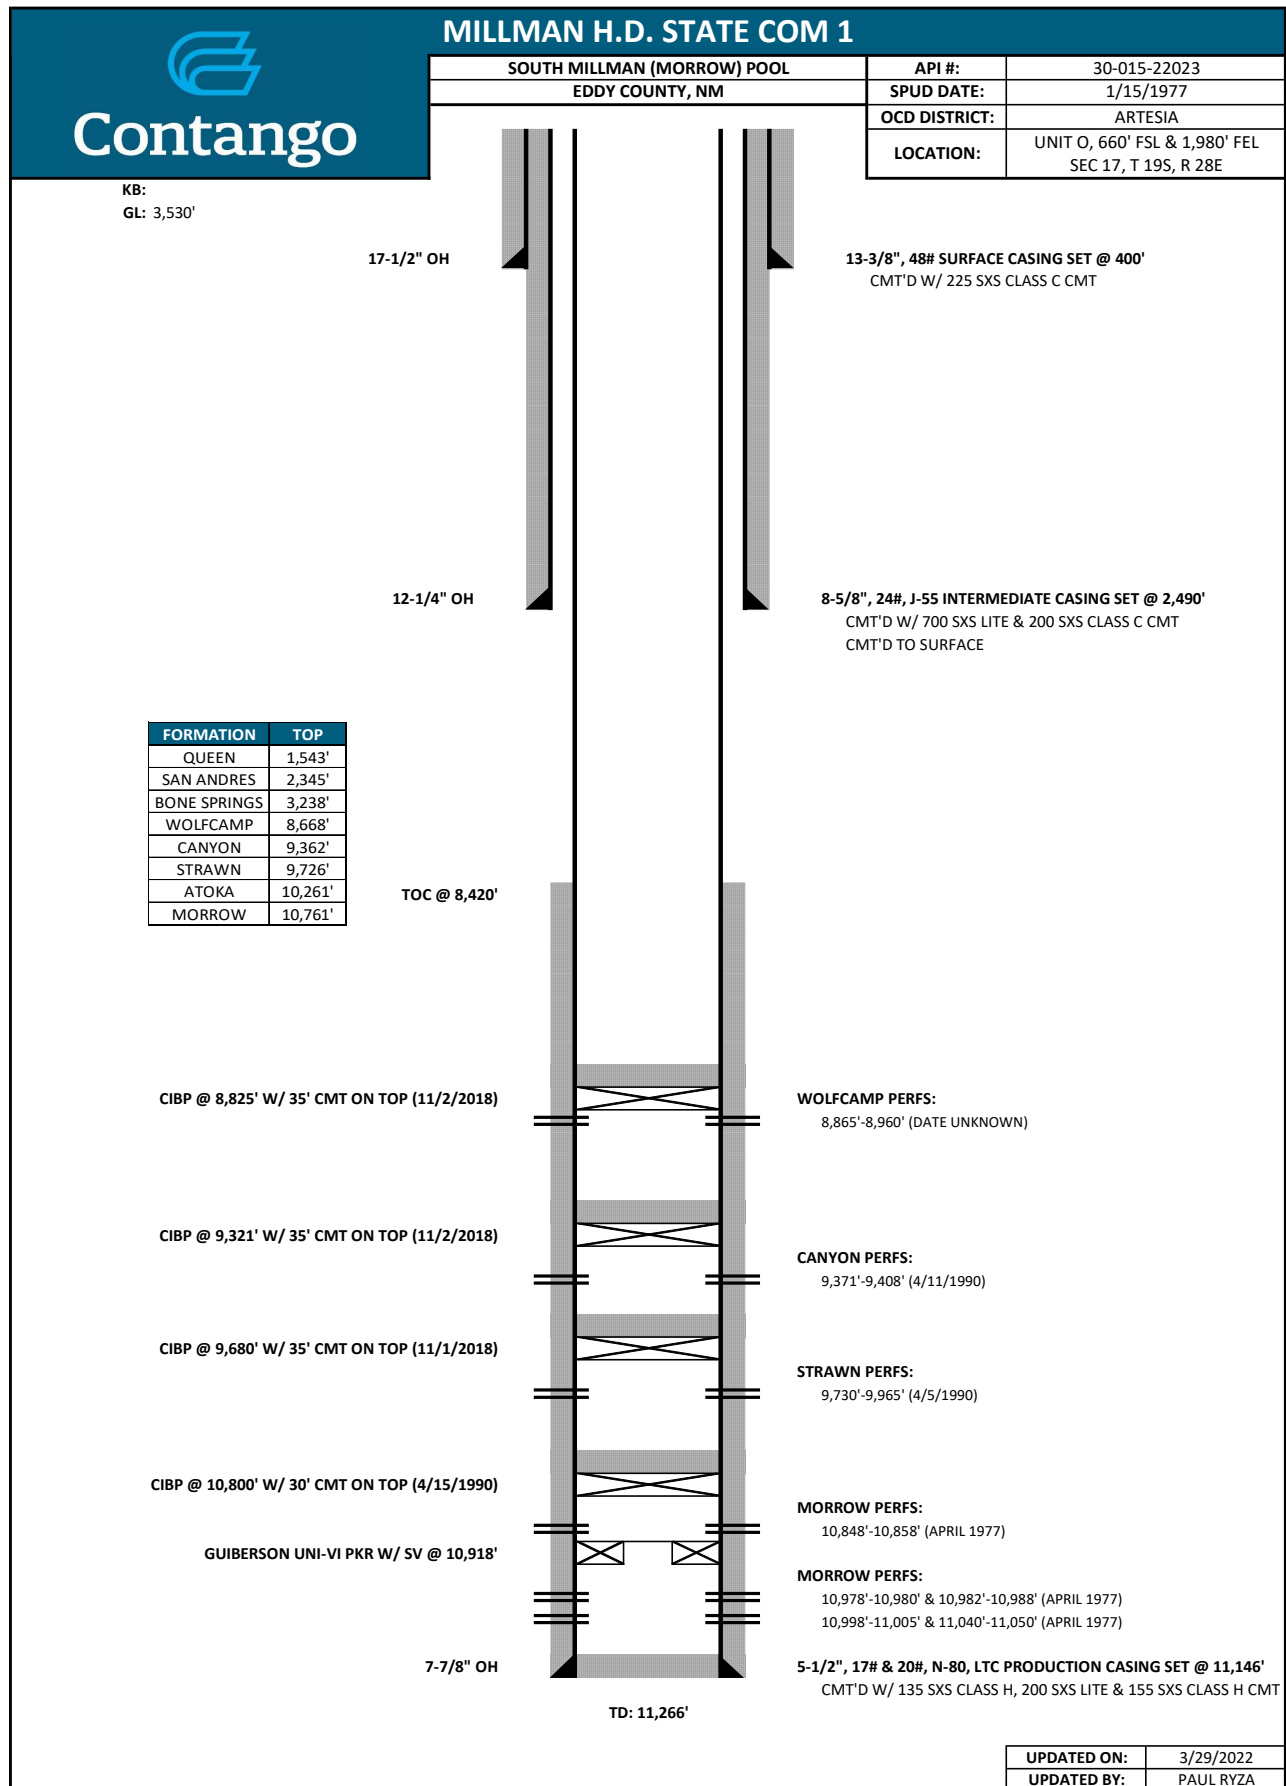 MILLMAN H.D. STATE COM 1
Contango
SOUTH MILLMAN (MORROW) POOL
EDDY COUNTY, NM
API #: 30-015-22023
SPUD DATE: 1/15/1977
OCD DISTRICT: ARTESIA
LOCATION: UNIT O, 660' FSL & 1,980' FEL
SEC 17, T 19S, R 28E
KB:
GL: 3,530'
17-1/2" OH
13-3/8", 48# SURFACE CASING SET @ 400'
CMT'D W/ 225 SXS CLASS C CMT
12-1/4" OH
8-5/8", 24#, J-55 INTERMEDIATE CASING SET @ 2,490'
CMT'D W/ 700 SXS LITE & 200 SXS CLASS C CMT
CMT'D TO SURFACE
FORMATION TOP
QUEEN 1,543'
SAN ANDRES 2,345'
BONE SPRINGS 3,238'
WOLFCAMP 8,668'
CANYON 9,362'
STRAWN 9,726'
ATOKA 10,261'
MORROW 10,761'
TOC @ 8,420'
CIBP @ 8,825' W/ 35' CMT ON TOP (11/2/2018)
WOLFCAMP PERFS:
8,865'-8,960' (DATE UNKNOWN)
CIBP @ 9,321' W/ 35' CMT ON TOP (11/2/2018)
CANYON PERFS:
9,371'-9,408' (4/11/1990)
CIBP @ 9,680' W/ 35' CMT ON TOP (11/1/2018)
STRAWN PERFS:
9,730'-9,965' (4/5/1990)
CIBP @ 10,800' W/ 30' CMT ON TOP (4/15/1990)
MORROW PERFS:
10,848'-10,858' (APRIL 1977)
GUIBERSON UNI-VI PKR W/ SV @ 10,918'
MORROW PERFS:
10,978'-10,980' & 10,982'-10,988' (APRIL 1977)
10,998'-11,005' & 11,040'-11,050' (APRIL 1977)
7-7/8" OH
5-1/2", 17# & 20#, N-80, LTC PRODUCTION CASING SET @ 11,146'
CMT'D W/ 135 SXS CLASS H, 200 SXS LITE & 155 SXS CLASS H CMT
TD: 11,266'
UPDATED ON: 3/29/2022
UPDATED BY: PAUL RYZA